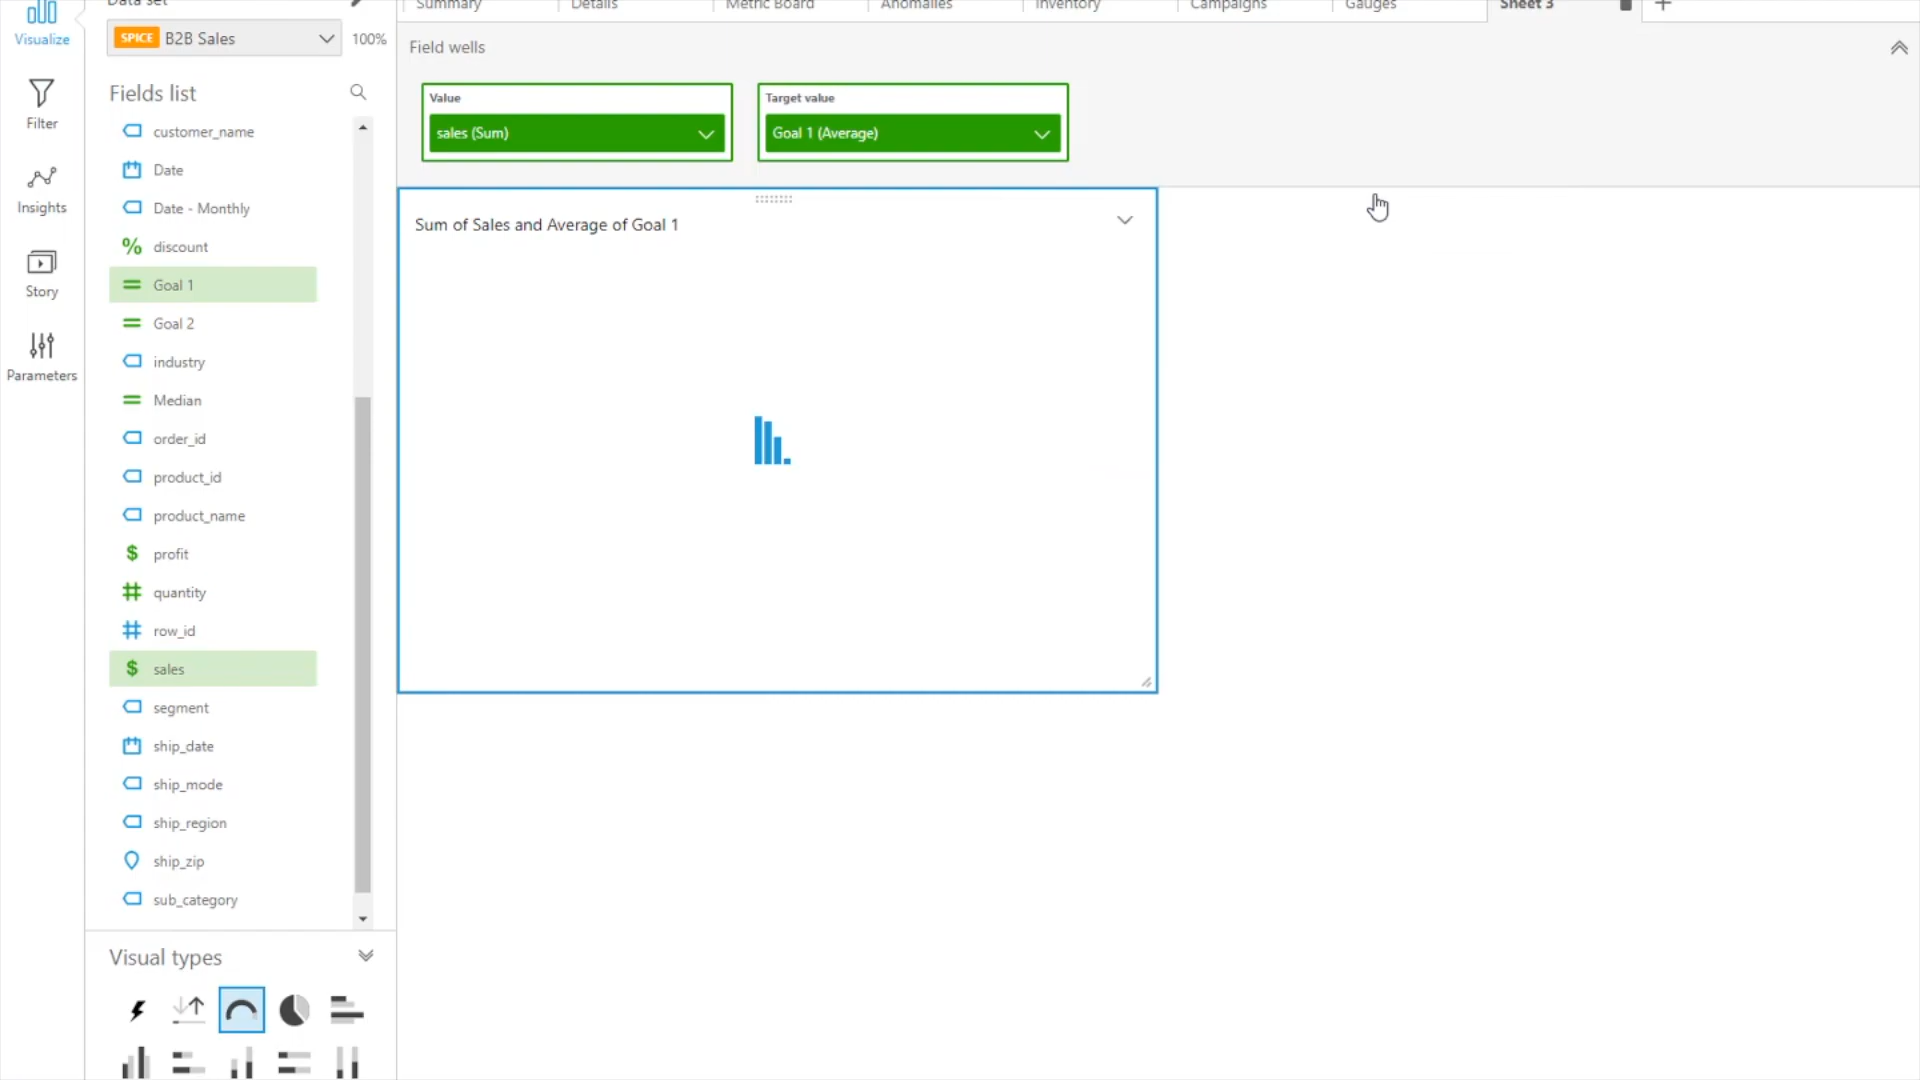 Data set
Summary
Details
Metric Board
Anomalies
Inventory
Campaigns
Gauges
Sheet 3
Visualize
SPICE B2B Sales
100%
Field wells
Fields list
Filter
Value
Target value
sales (Sum)
Goal 1 (Average)
customer_name
Date
Insights
Date - Monthly
Sum of Sales and Average of Goal 1
discount
Goal 1
Story
Goal 2
industry
Parameters
Median
order_id
product_id
product_name
profit
quantity
row_id
sales
segment
ship_date
ship_mode
ship_region
ship_zip
sub_category
Visual types